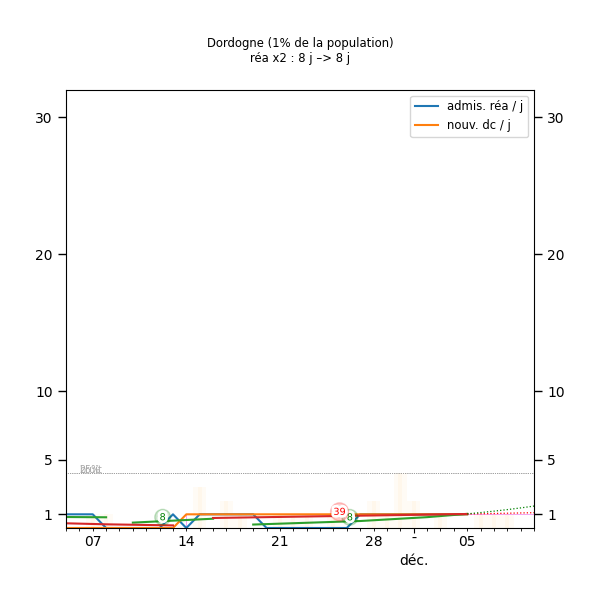 Dordogne (1% de la population)
réa x2 : 8 j –> 8 j
admis. réa / j
nouv. dc / j
30 30
20 20
10 10
5 5
8 39 8
1 1
07 14 21 28 - 05
déc.